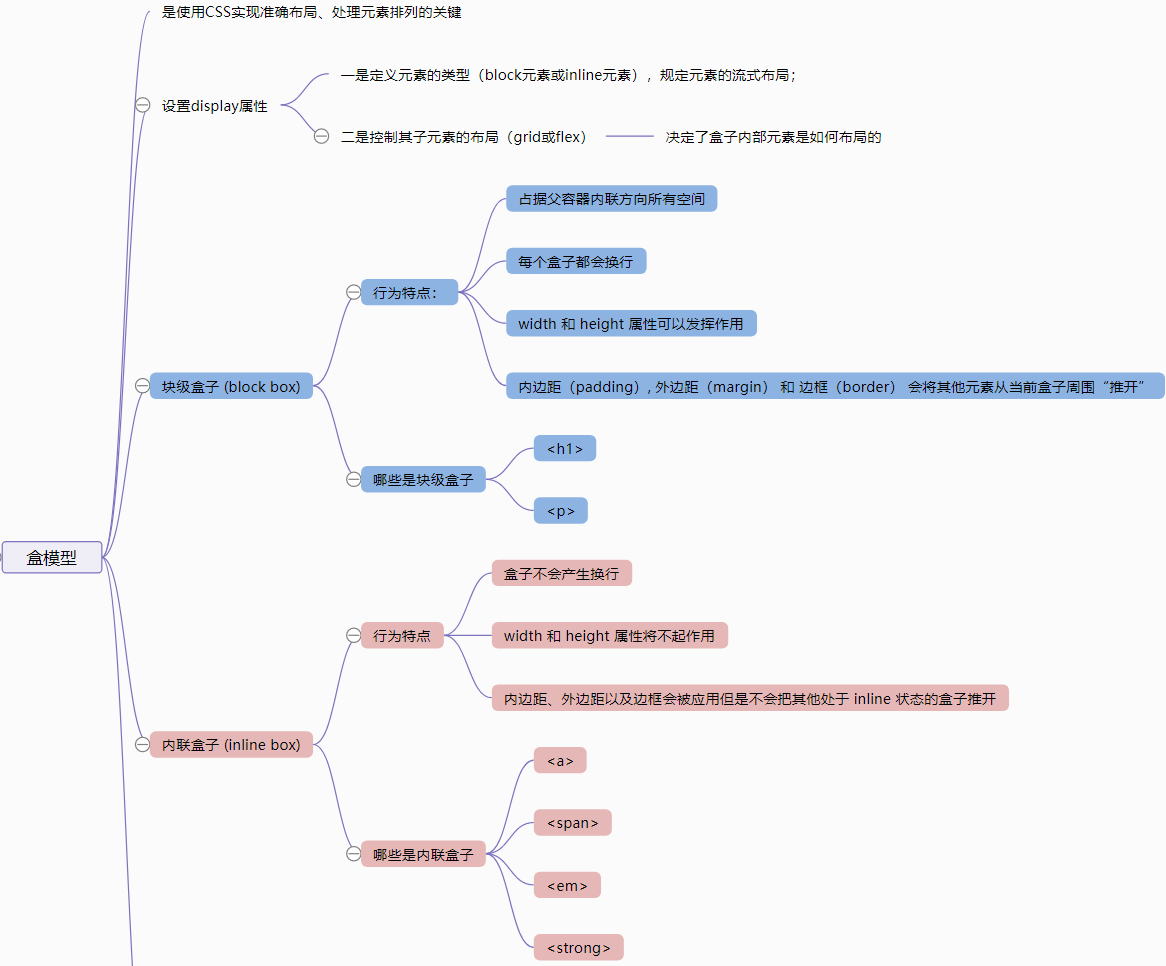 是使用CSS实现准确布局、处理元素排列的关键
设置display属性
一是定义元素的类型（block元素或inline元素），规定元素的流式布局；
二是控制其子元素的布局（grid或flex）
决定了盒子内部元素是如何布局的
盒模型
块级盒子 (block box)
行为特点：
占据父容器内联方向所有空间
每个盒子都会换行
width 和 height 属性可以发挥作用
内边距（padding）, 外边距（margin） 和 边框（border） 会将其他元素从当前盒子周围“推开”
哪些是块级盒子
<h1>
<p>
内联盒子 (inline box)
行为特点
盒子不会产生换行
width 和 height 属性将不起作用
内边距、外边距以及边框会被应用但是不会把其他处于 inline 状态的盒子推开
哪些是内联盒子
<a>
<span>
<em>
<strong>